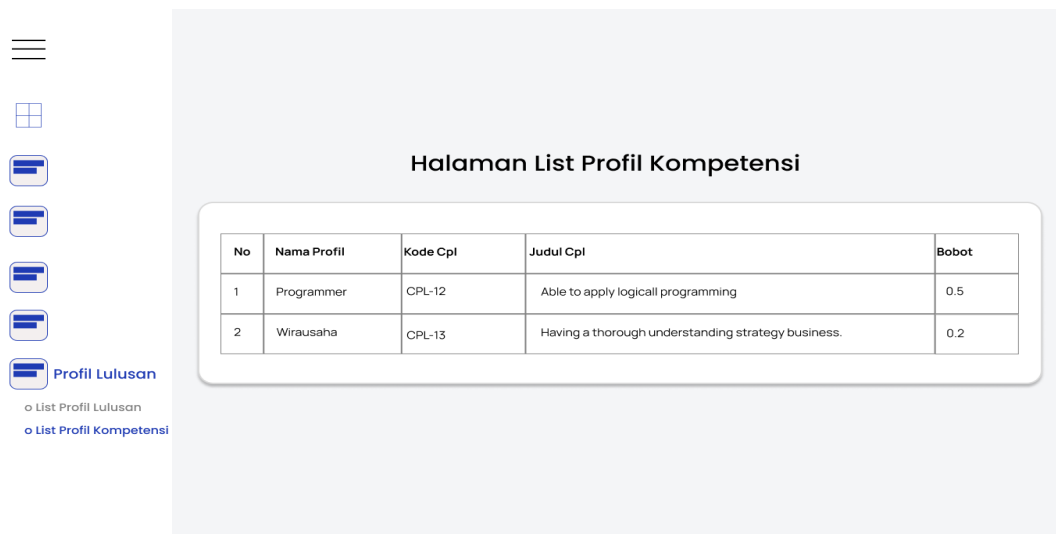 Halaman List Profil Kompetensi
No Nama Profil Kode Cpl Judul Cpl Bobot
1 Programmer CPL-12 Able to apply logicall programming 0.5
2 Wirausaha CPL-13 Having a thorough understanding strategy business. 0.2
Profil Lulusan
o List Profil Lulusan
o List Profil Kompetensi